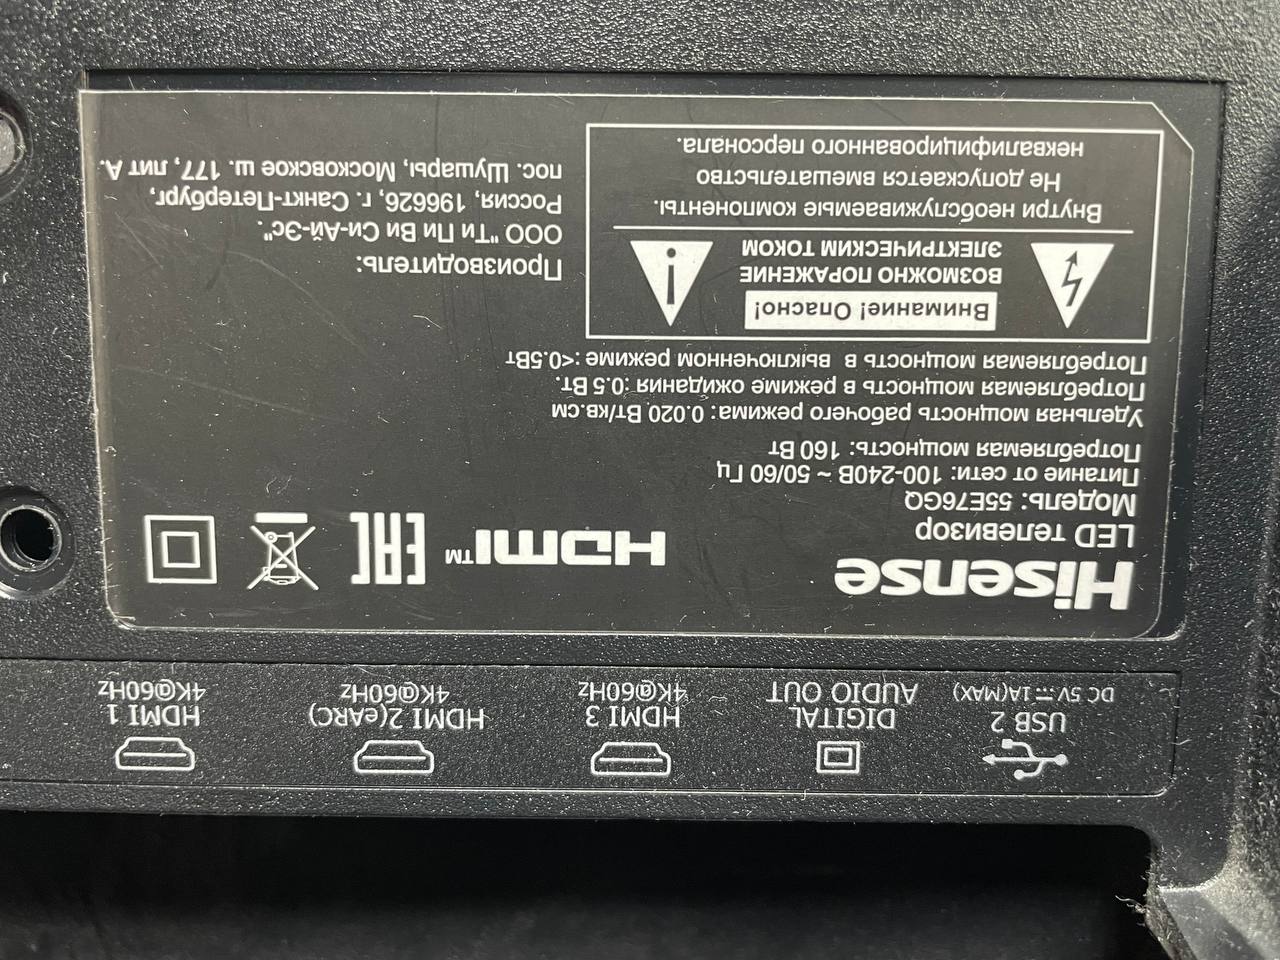 USB 2
DC 5V⎓1A(MAX)
DIGITAL
AUDIO OUT
HDMI 3
4K@60Hz
HDMI 2(eARC)
4K@60Hz
HDMI 1
4K@60Hz
Hisense
LED телевизор
Модель: 55E76GQ
Питание от сети: 100-240В ~ 50/60 Гц
Потребляемая мощность: 160 Вт
Удельная мощность рабочего режима: 0.020 Вт/кв.см
Потребляемая мощность в режиме ожидания :0.5 Вт.
Потребляемая мощность в выключенном режиме :<0.5Вт
HDMI™
EAC
Внимание! Опасно!
ВОЗМОЖНО ПОРАЖЕНИЕ
ЭЛЕКТРИЧЕСКИМ ТОКОМ
Внутри необслуживаемые компоненты.
Не допускается вмешательство
неквалифицированного персонала.
Производитель:
ООО "Ти Пи Ви Си-Ай-Эс".
Россия, 196626, г. Санкт-Петербург,
пос. Шушары, Московское ш. 177, лит А.